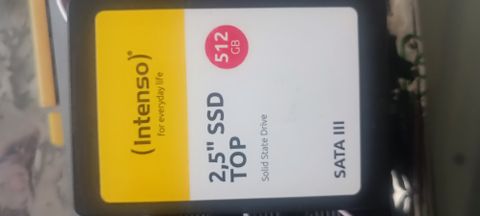 (Intenso)®
for everyday life
512
GB
2,5" SSD
TOP
Solid State Drive
SATA III